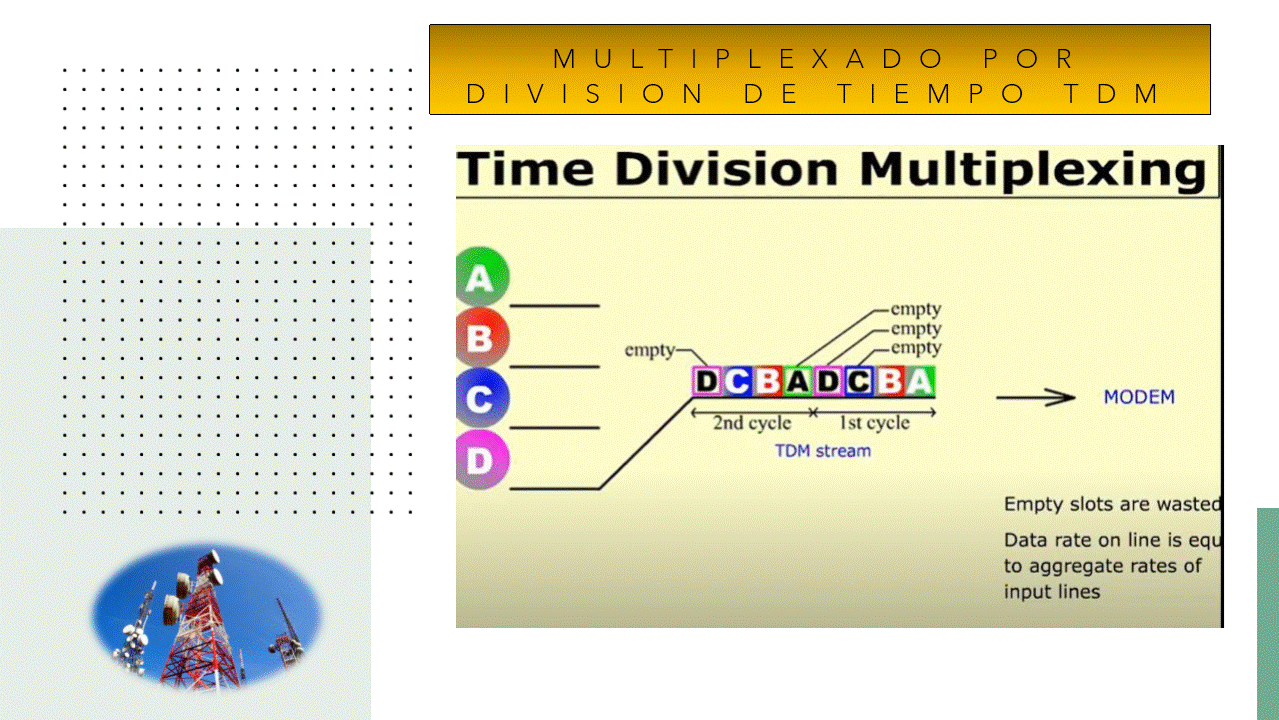 MULTIPLEXADO POR
DIVISION DE TIEMPO TDM
Time Division Multiplexing
A
B
C
D
empty
empty
empty
empty
D C B A D C B A
2nd cycle
1st cycle
TDM stream
MODEM
Empty slots are wasted
Data rate on line is equ
to aggregate rates of
input lines